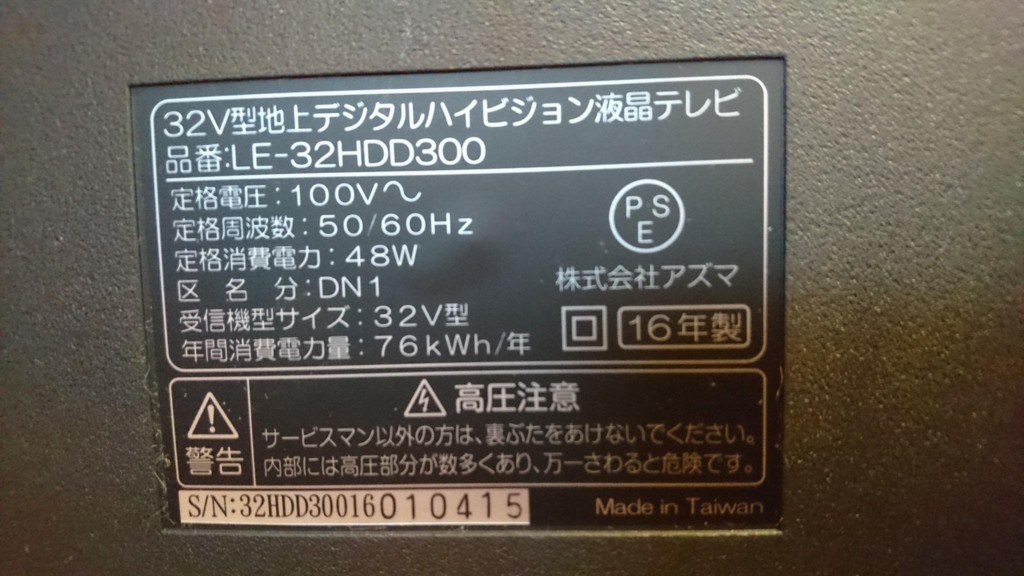 32V型地上デジタルハイビジョン液晶テレビ
品番:LE-32HDD300
定格電圧:100V〜
定格周波数:50/60Hz
定格消費電力:48W
区名分:DN1
受信機型サイズ:32V型
年間消費電力量:76kWh/年
PSE
株式会社アズマ
16年製
警告
高圧注意
サービスマン以外の方は、裏ぶたをあけないでください。
内部には高圧部分が数多くあり、万一さわると危険です。
S/N:32HDD30016010415
Made in Taiwan